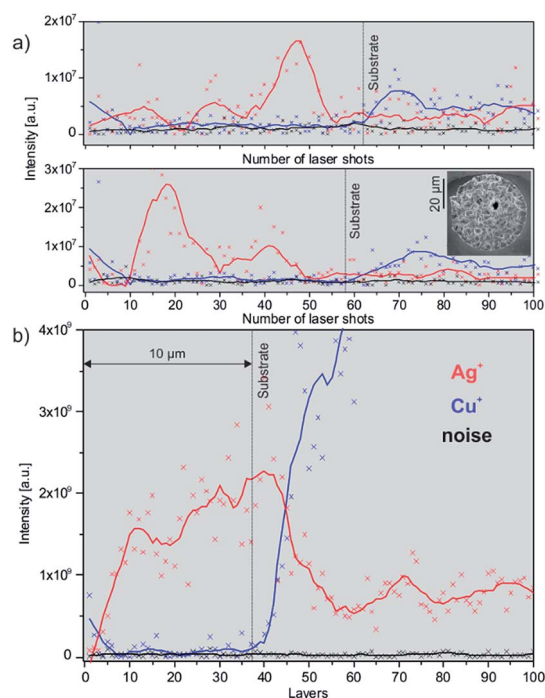 a)
2x10⁷
1x10⁷
0
Substrate
Number of laser shots
Intensity [a.u.]
3x10⁷
2x10⁷
1x10⁷
0
Substrate
20 µm
0 10 20 30 40 50 60 70 80 90 100
Number of laser shots
b)
4x10⁹
3x10⁹
2x10⁹
1x10⁹
0
Intensity [a.u.]
10 µm
Substrate
Ag⁺
Cu⁺
noise
0 10 20 30 40 50 60 70 80 90 100
Layers